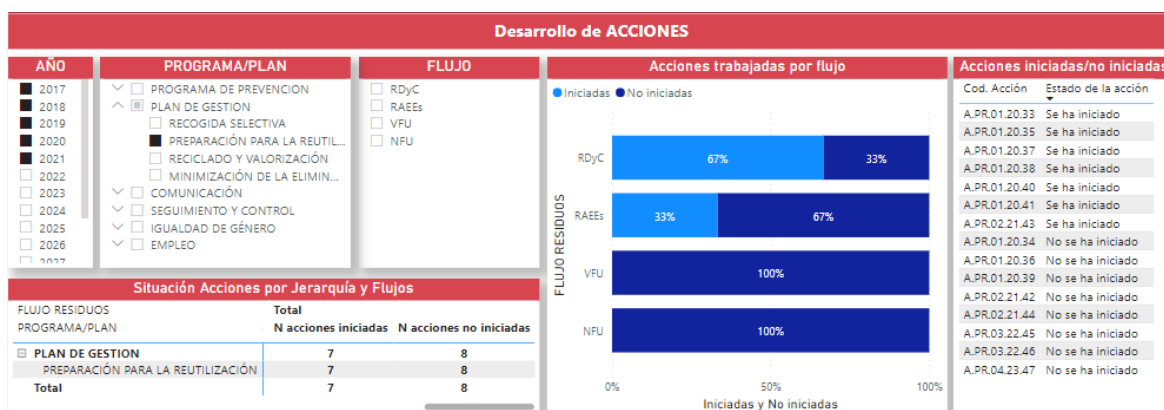 Desarrollo de ACCIONES
AÑO
2017
2018
2019
2020
2021
2022
2023
2024
2025
2026
2027
PROGRAMA/PLAN
PROGRAMA DE PREVENCION
PLAN DE GESTION
RECOGIDA SELECTIVA
PREPARACIÓN PARA LA REUTIL...
RECICLADO Y VALORIZACIÓN
MINIMIZACIÓN DE LA ELIMIN...
COMUNICACIÓN
SEGUIMIENTO Y CONTROL
IGUALDAD DE GÉNERO
EMPLEO
FLUJO
RDyC
RAEEs
VFU
NFU
Situación Acciones por Jerarquía y Flujos
FLUJO RESIDUOS Total
PROGRAMA/PLAN N acciones iniciadas N acciones no iniciadas
PLAN DE GESTION 7 8
PREPARACIÓN PARA LA REUTILIZACIÓN 7 8
Total 7 8
Acciones trabajadas por flujo
Iniciadas No iniciadas
FLUJO RESIDUOS
RDyC 67% 33%
RAEEs 33% 67%
VFU 100%
NFU 100%
0% 50% 100%
Iniciadas y No iniciadas
Acciones iniciadas/no iniciadas
Cod. Acción Estado de la acción
A.PR.01.20.33 Se ha iniciado
A.PR.01.20.35 Se ha iniciado
A.PR.01.20.37 Se ha iniciado
A.PR.01.20.38 Se ha iniciado
A.PR.01.20.40 Se ha iniciado
A.PR.01.20.41 Se ha iniciado
A.PR.02.21.43 Se ha iniciado
A.PR.01.20.34 No se ha iniciado
A.PR.01.20.36 No se ha iniciado
A.PR.01.20.39 No se ha iniciado
A.PR.02.21.42 No se ha iniciado
A.PR.02.21.44 No se ha iniciado
A.PR.03.22.45 No se ha iniciado
A.PR.03.22.46 No se ha iniciado
A.PR.04.23.47 No se ha iniciado